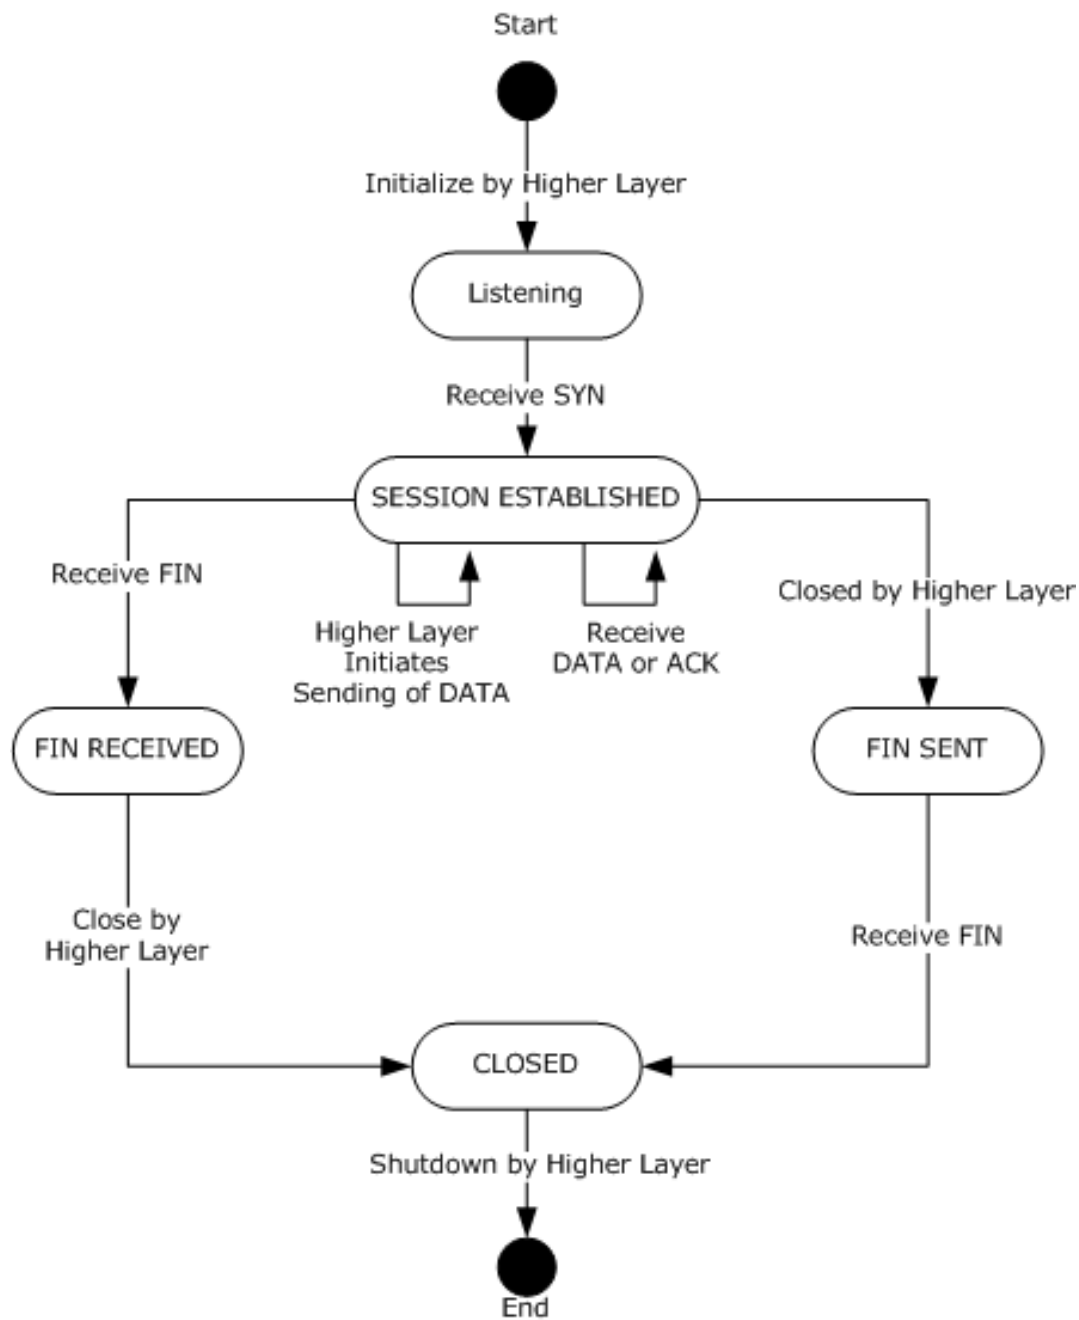 Start
Initialize by Higher Layer
Listening
Receive SYN
SESSION ESTABLISHED
Receive FIN
Closed by Higher Layer
Higher Layer
Initiates
Sending of DATA
Receive
DATA or ACK
FIN RECEIVED
FIN SENT
Close by
Higher Layer
Receive FIN
CLOSED
Shutdown by Higher Layer
End